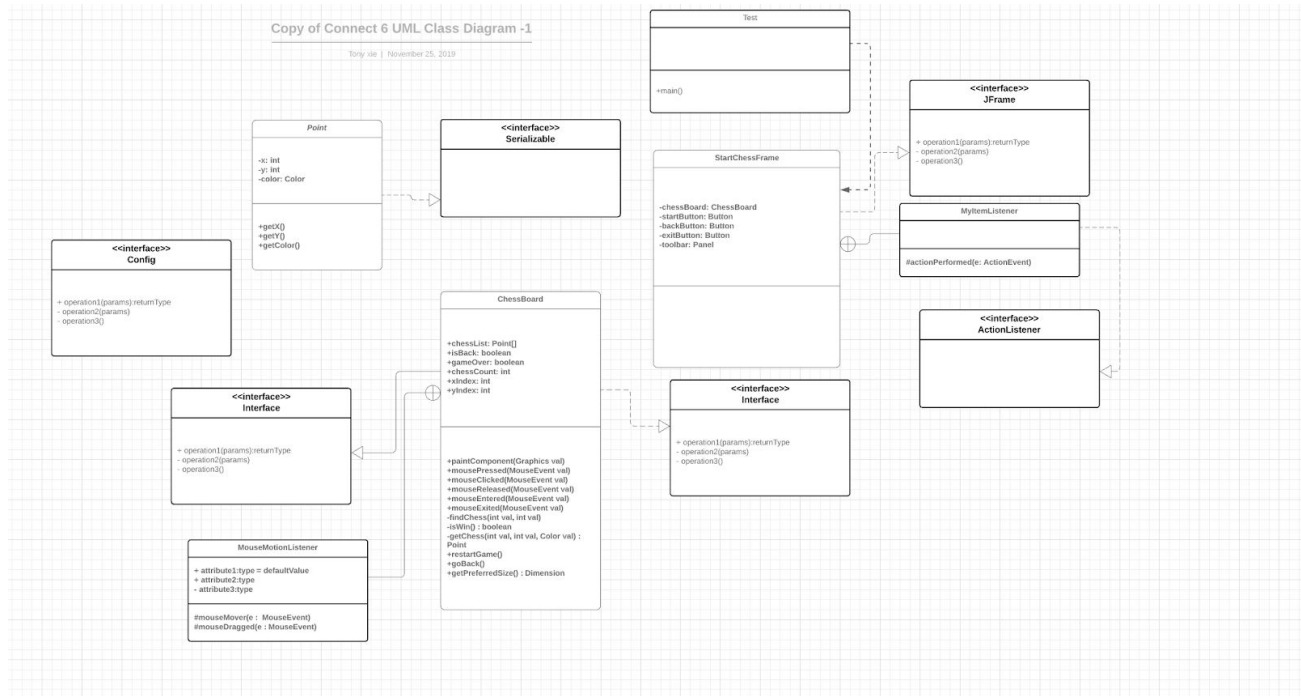 Copy of Connect 6 UML Class Diagram -1
Tony xie | November 25, 2019
Test
+main()
<<interface>>
JFrame
+ operation1(params):returnType
- operation2(params)
- operation3()
Point
-x: int
-y: int
-color: Color
+getX()
+getY()
+getColor()
<<interface>>
Serializable
StartChessFrame
-chessBoard: ChessBoard
-startButton: Button
-backButton: Button
-exitButton: Button
-toolbar: Panel
MyItemListener
#actionPerformed(e: ActionEvent)
<<interface>>
Config
+ operation1(params):returnType
- operation2(params)
- operation3()
ChessBoard
+chessList: Point[]
+isBack: boolean
+gameOver: boolean
+chessCount: int
+xIndex: int
+yIndex: int
+paintComponent(Graphics val)
+mousePressed(MouseEvent val)
+mouseClicked(MouseEvent val)
+mouseReleased(MouseEvent val)
+mouseEntered(MouseEvent val)
+mouseExited(MouseEvent val)
-findChess(int val, int val)
-isWin() : boolean
-getChess(int val, int val, Color val) :
Point
+restartGame()
+goBack()
+getPreferredSize() : Dimension
<<interface>>
ActionListener
<<interface>>
Interface
+ operation1(params):returnType
- operation2(params)
- operation3()
<<interface>>
Interface
+ operation1(params):returnType
- operation2(params)
- operation3()
MouseMotionListener
+ attribute1:type = defaultValue
+ attribute2:type
- attribute3:type
#mouseMover(e : MouseEvent)
#mouseDragged(e : MouseEvent)